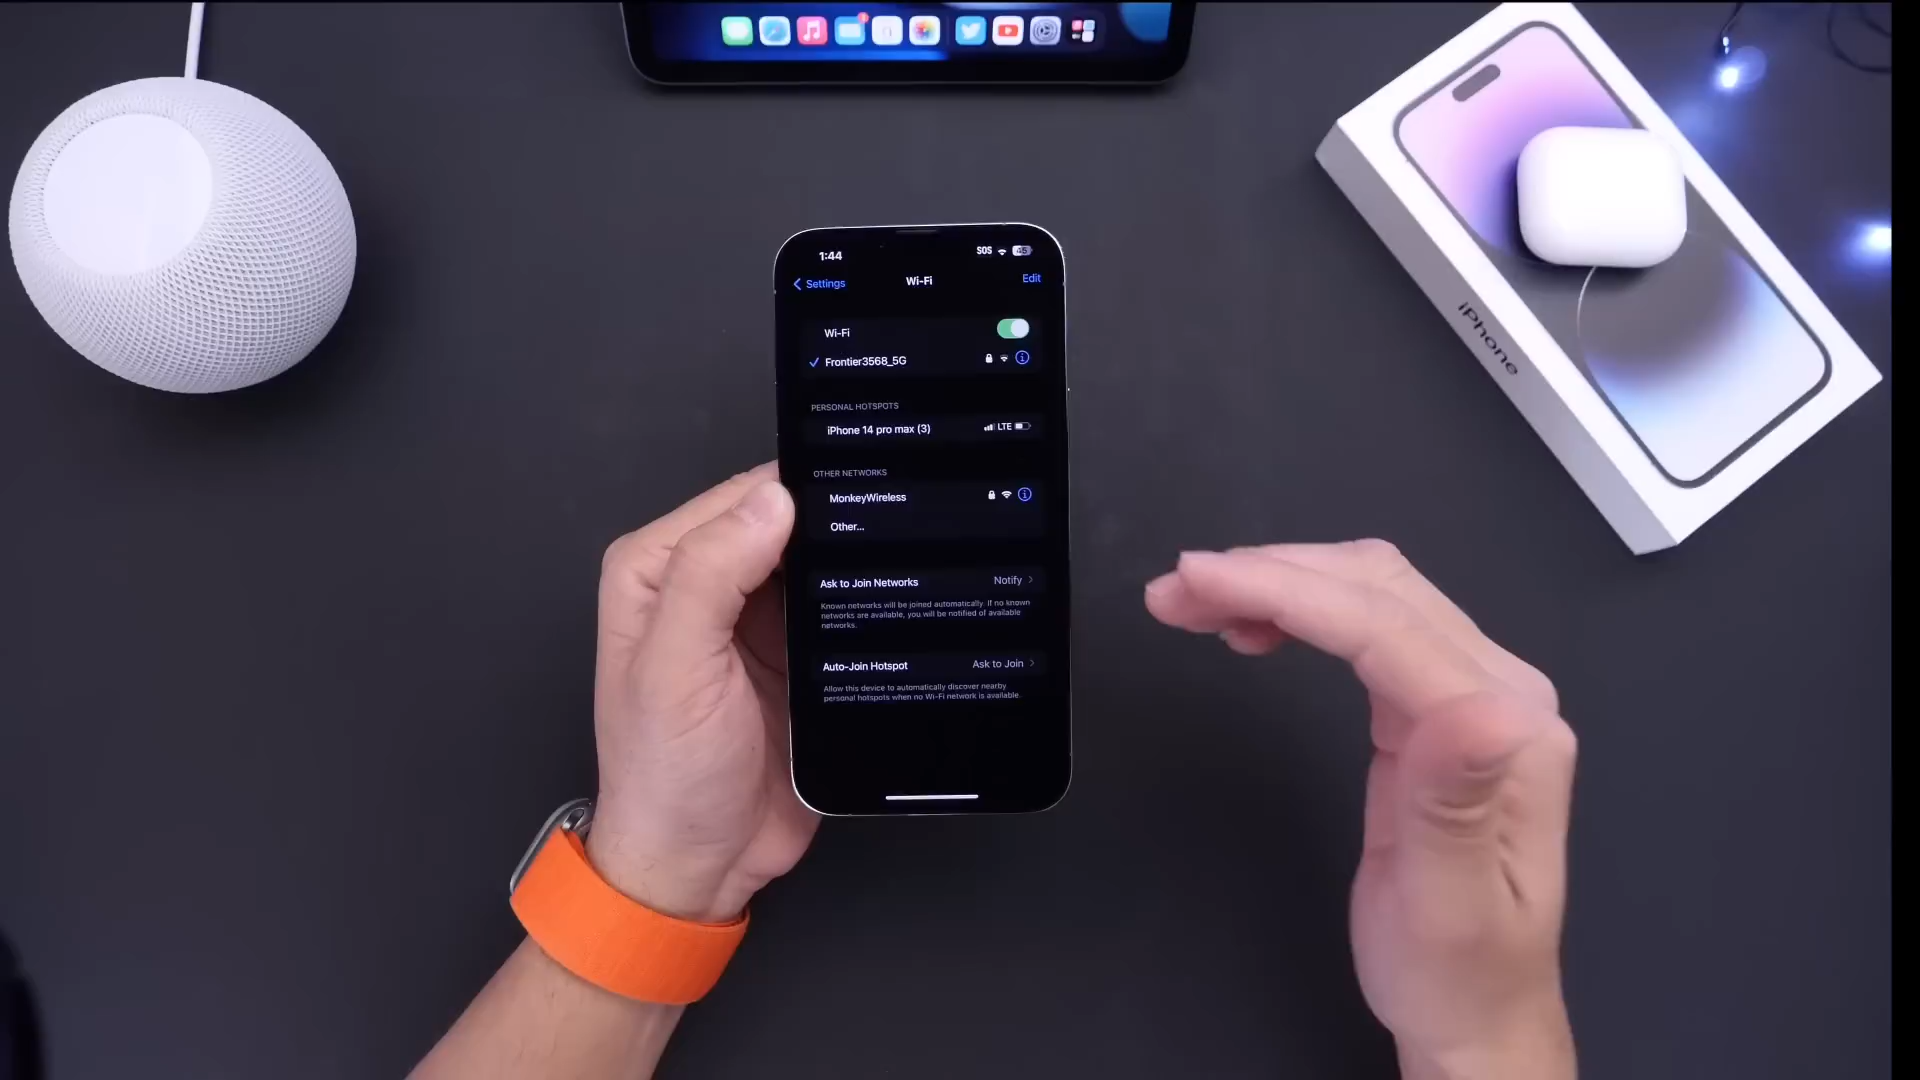 1:44 SOS 45
Settings Wi-Fi Edit
Wi-Fi
Frontier3568_5G
PERSONAL HOTSPOTS
iPhone 14 pro max (3) LTE
OTHER NETWORKS
MonkeyWireless
Other...
Ask to Join Networks Notify
Known networks will be joined automatically. If no known
networks are available, you will be notified of available
networks.
Auto-Join Hotspot Ask to Join
Allow this device to automatically discover nearby
personal hotspots when no Wi-Fi network is available.
iPhone